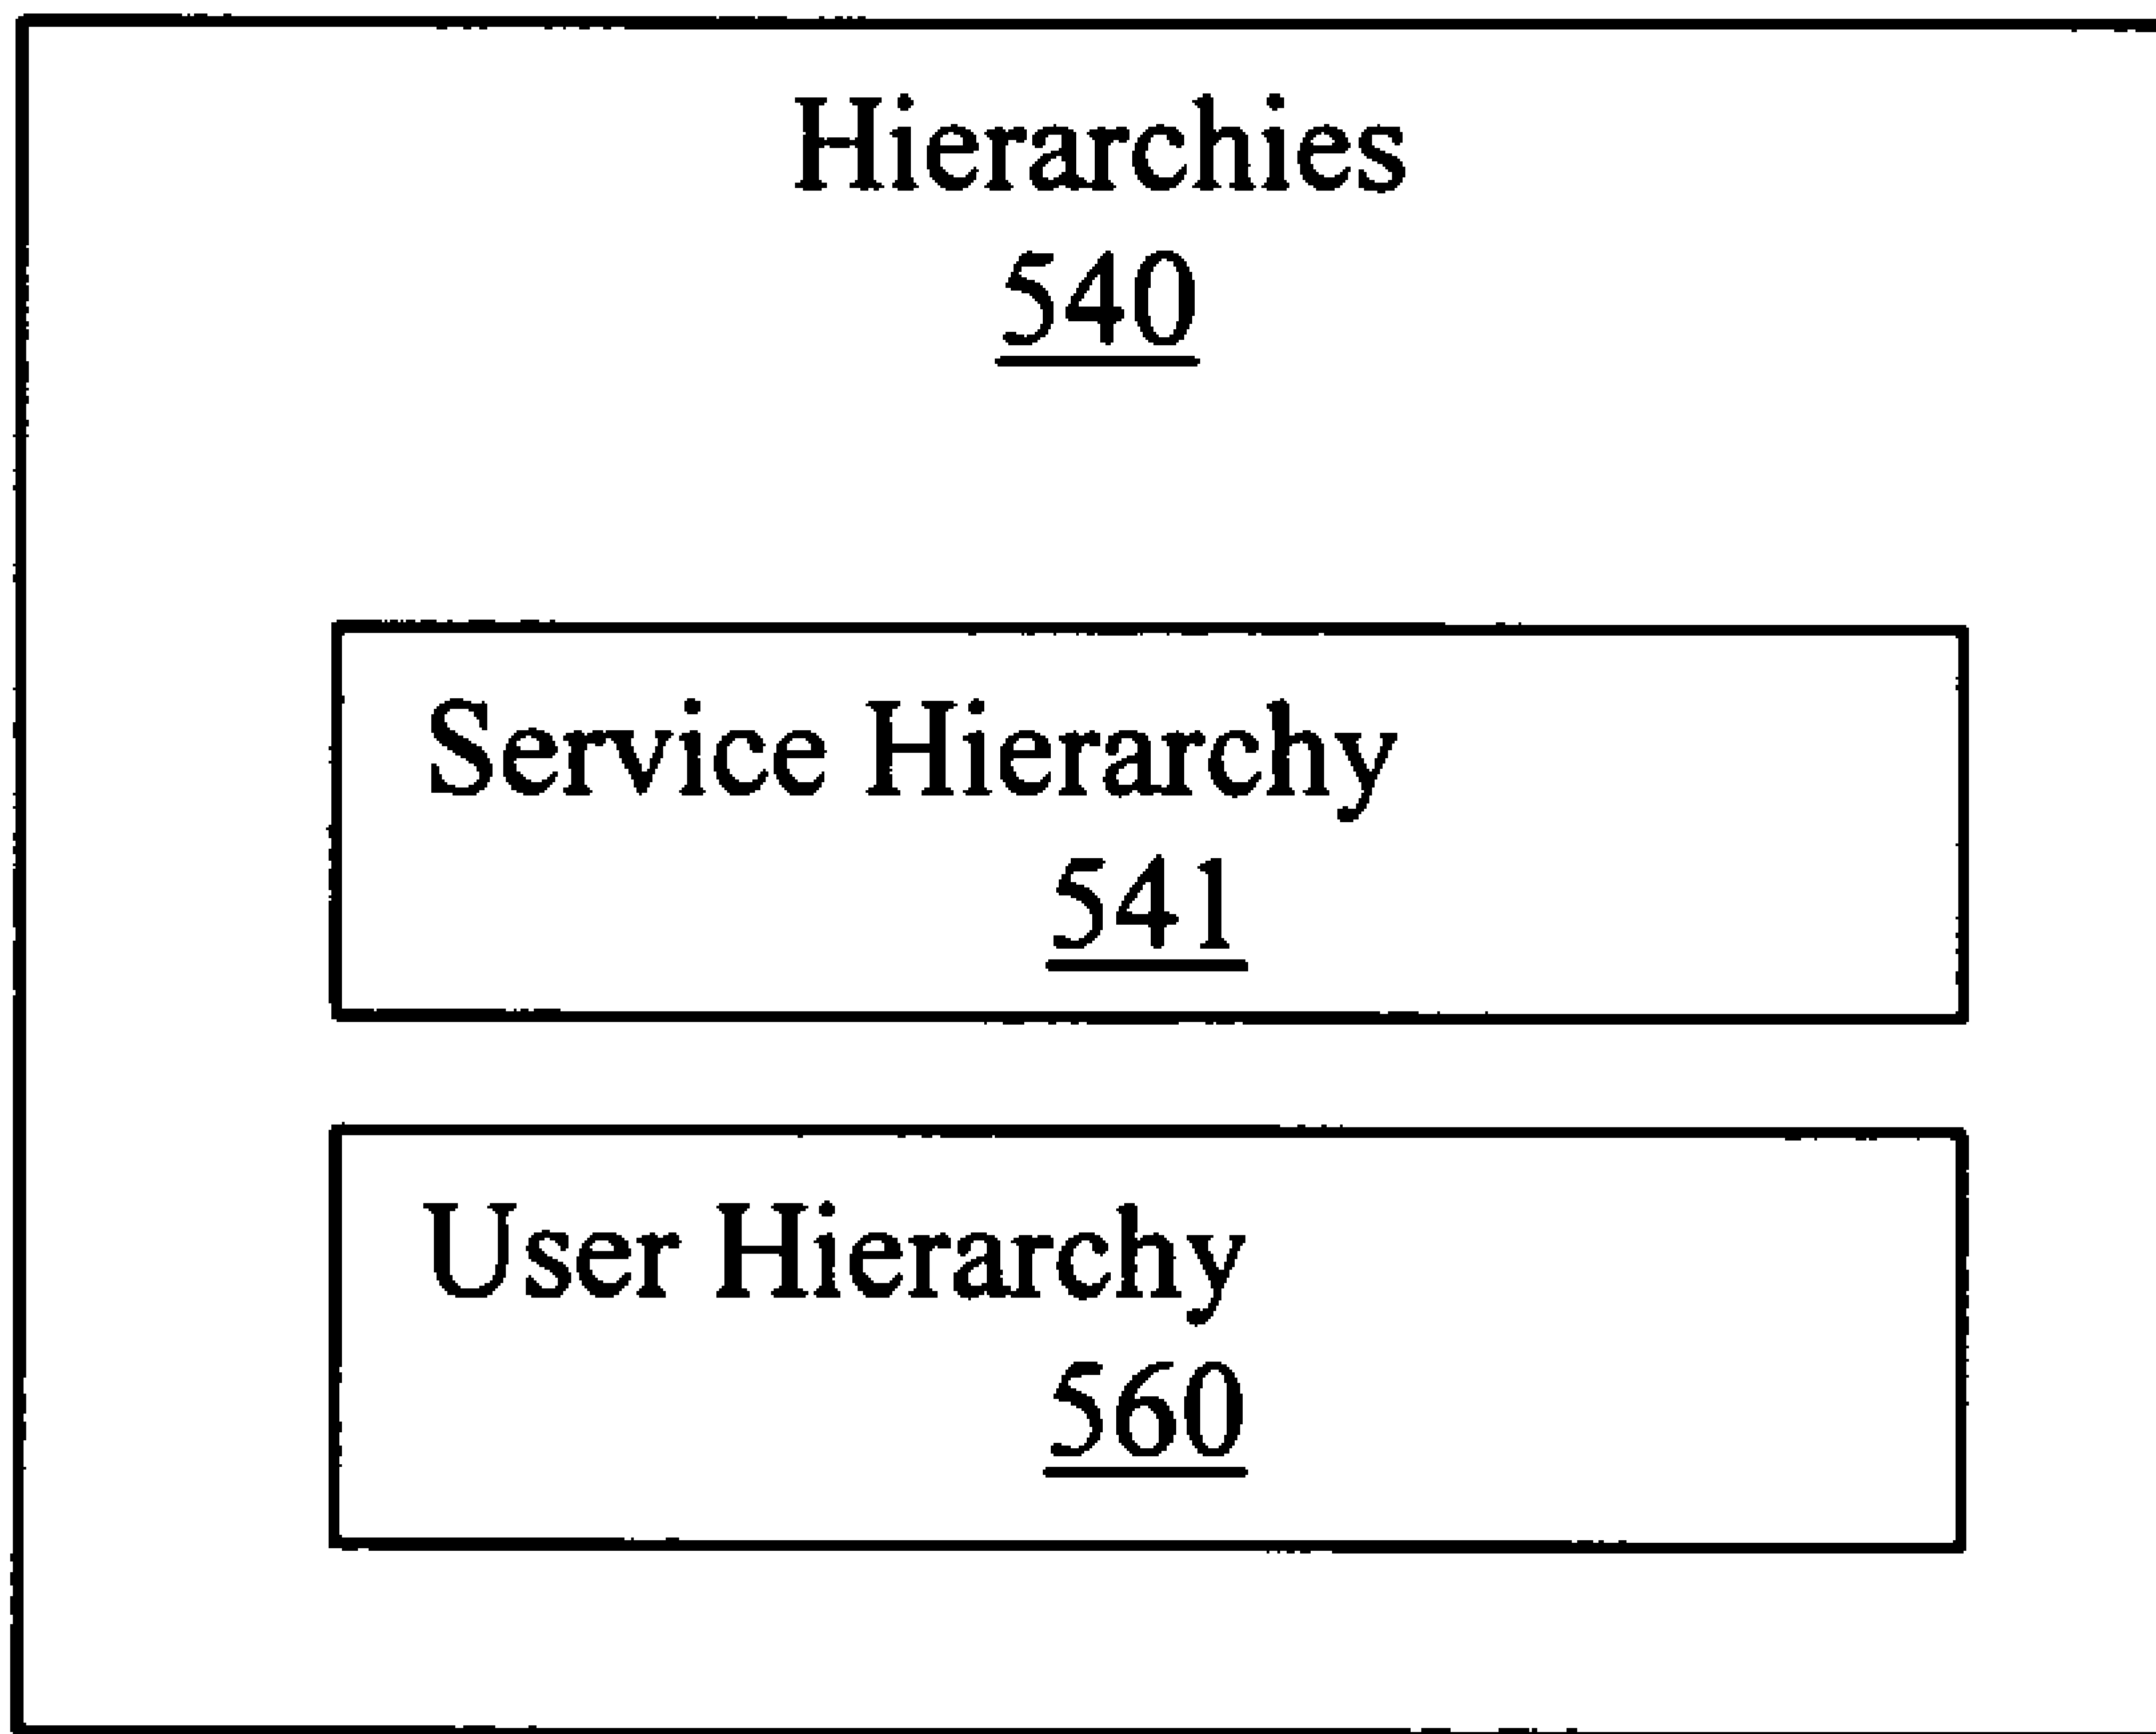 Hierarchies
540
Service Hierarchy
541
User Hierarchy
560